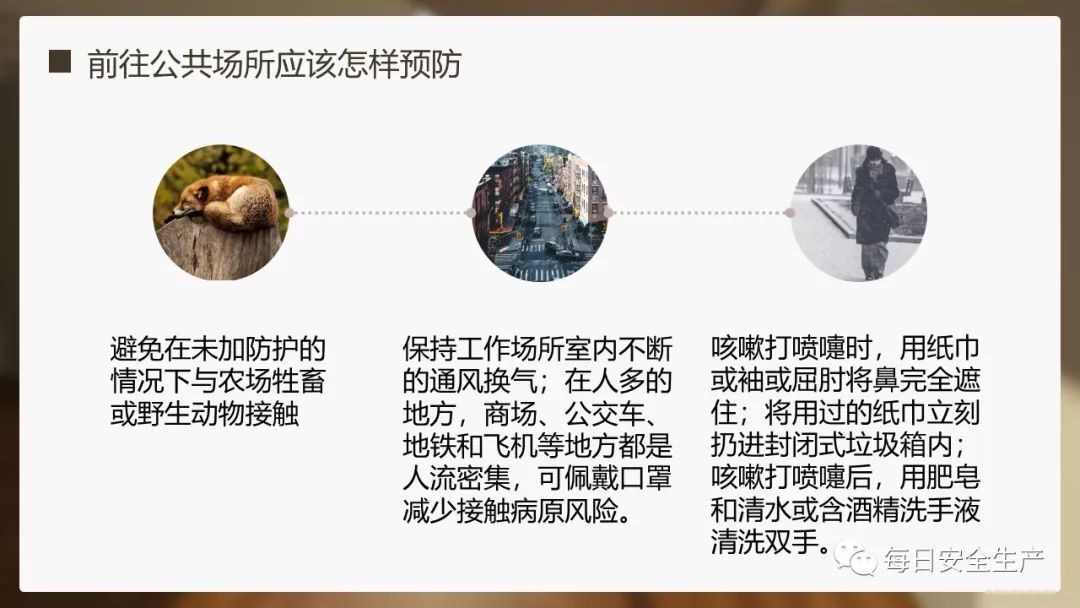 前往公共场所应该怎样预防
避免在未加防护的
情况下与农场牲畜
或野生动物接触
保持工作场所室内不断
的通风换气；在人多的
地方，商场、公交车、
地铁和飞机等地方都是
人流密集，可佩戴口罩
减少接触病原风险。
咳嗽打喷嚏时，用纸巾
或袖或屈肘将鼻完全遮
住；将用过的纸巾立刻
扔进封闭式垃圾箱内；
咳嗽打喷嚏后，用肥皂
和清水或含酒精洗手液
清洗双手。
每日安全生产